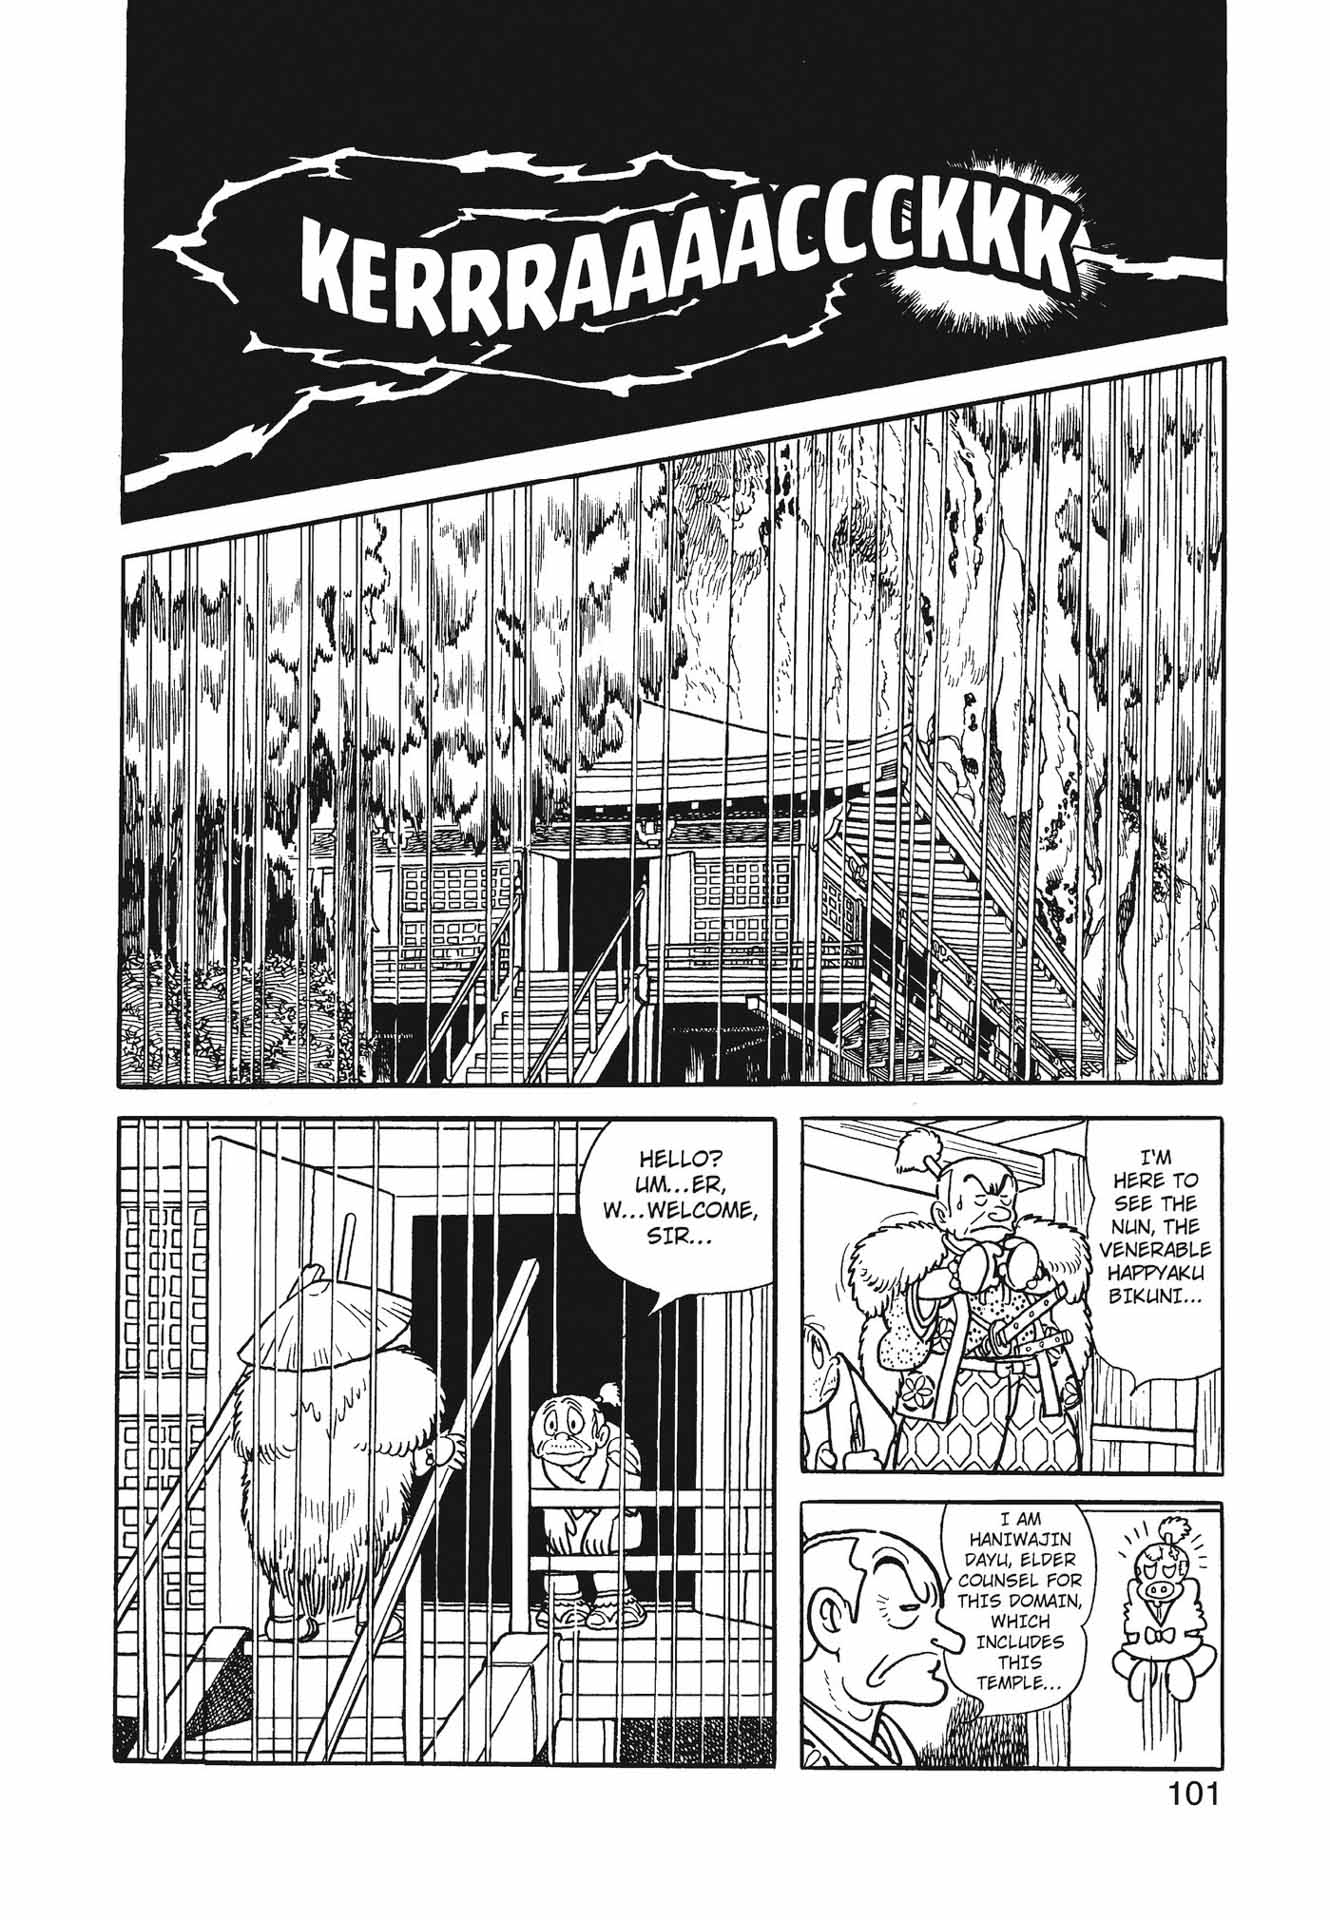 KERRRAAAACCCKKK
HELLO?
UM...ER,
W...WELCOME,
SIR...
I'M
HERE TO
SEE THE
NUN, THE
VENERABLE
HAPPYAKU
BIKUNI...
I AM
HANIWAJIN
DAYU, ELDER
COUNSEL FOR
THIS DOMAIN,
WHICH
INCLUDES
THIS
TEMPLE...
101